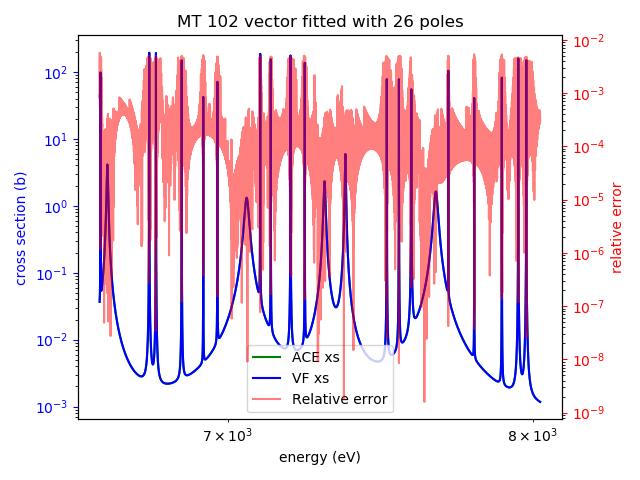 MT 102 vector fitted with 26 poles
10²
10¹
10⁰
10⁻¹
10⁻²
10⁻³
cross section (b)
10⁻²
10⁻³
10⁻⁴
10⁻⁵
10⁻⁶
10⁻⁷
10⁻⁸
10⁻⁹
relative error
ACE xs
VF xs
Relative error
7 × 10³
8 × 10³
energy (eV)